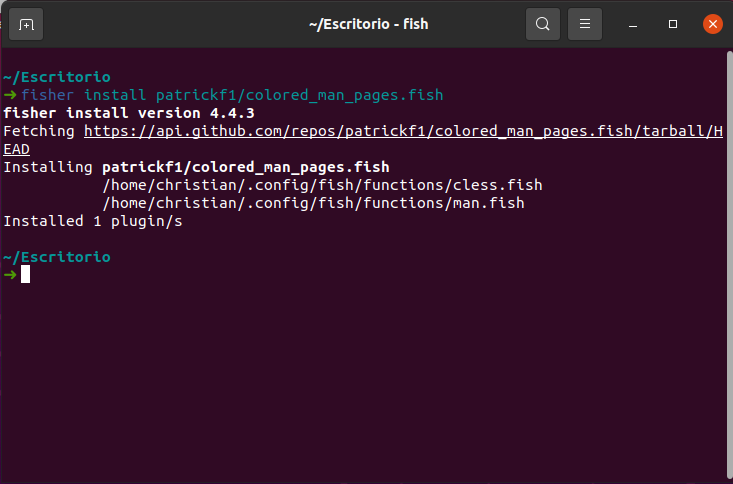 ~/Escritorio - fish
~/Escritorio
➜ fisher install patrickf1/colored_man_pages.fish
fisher install version 4.4.3
Fetching https://api.github.com/repos/patrickf1/colored_man_pages.fish/tarball/H
EAD
Installing patrickf1/colored_man_pages.fish
/home/christian/.config/fish/functions/cless.fish
/home/christian/.config/fish/functions/man.fish
Installed 1 plugin/s
~/Escritorio
➜